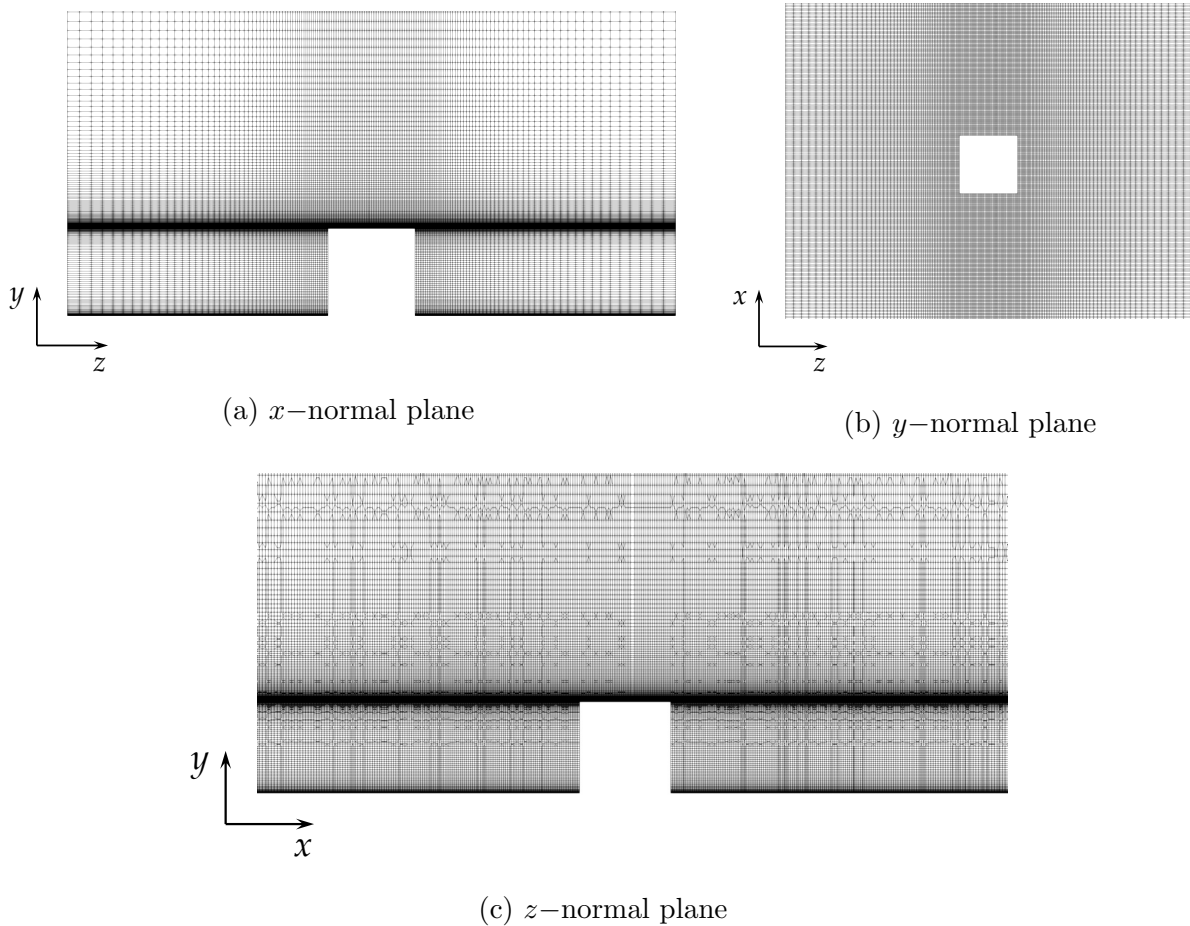 y
z
(a) x−normal plane
x
z
(b) y−normal plane
y
x
(c) z−normal plane